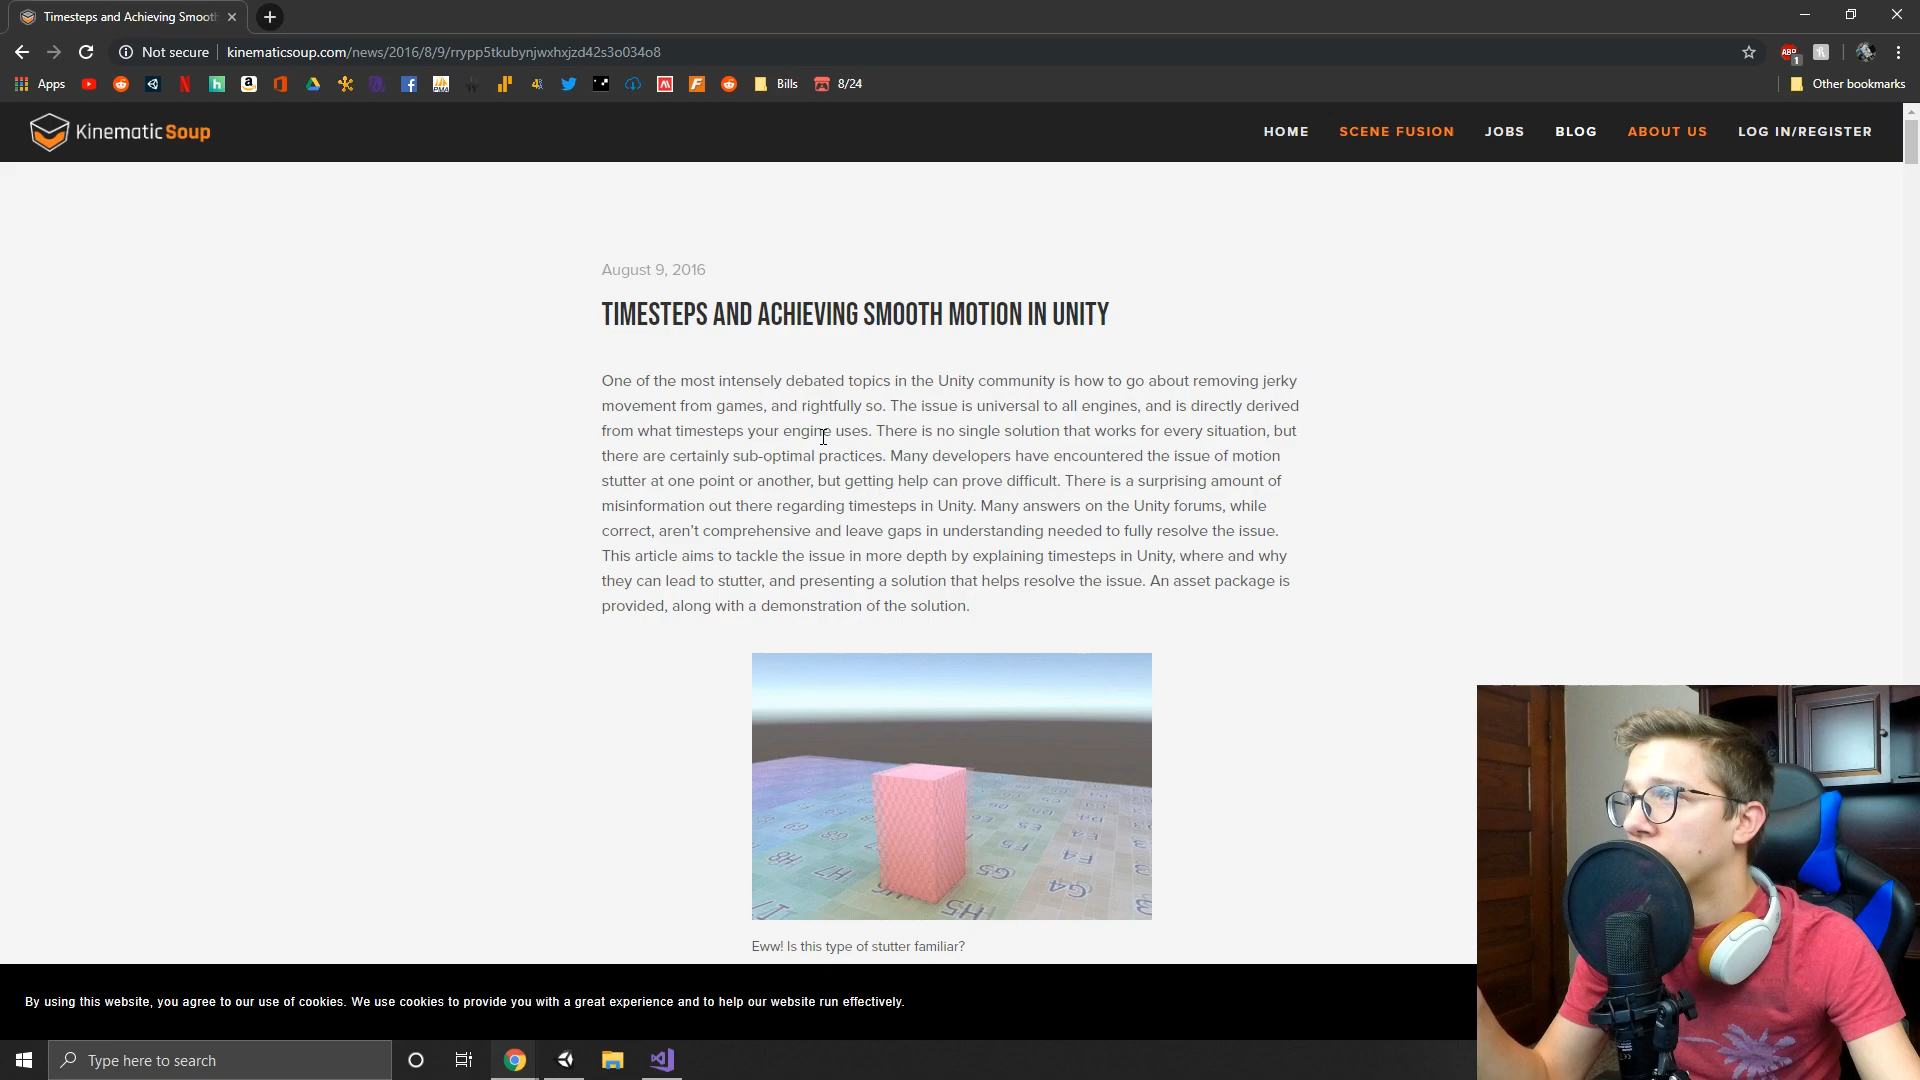 Timesteps and Achieving Smoot
Not secure
kinematicsoup.com/news/2016/8/9/rrypp5tkubynjwxhxjzd42s3o034o8
Apps
Bills
8/24
Other bookmarks
KinematicSoup
HOME
SCENE FUSION
JOBS
BLOG
ABOUT US
LOG IN/REGISTER
August 9, 2016
TIMESTEPS AND ACHIEVING SMOOTH MOTION IN UNITY
One of the most intensely debated topics in the Unity community is how to go about removing jerky
movement from games, and rightfully so. The issue is universal to all engines, and is directly derived
from what timesteps your engine uses. There is no single solution that works for every situation, but
there are certainly sub-optimal practices. Many developers have encountered the issue of motion
stutter at one point or another, but getting help can prove difficult. There is a surprising amount of
misinformation out there regarding timesteps in Unity. Many answers on the Unity forums, while
correct, aren’t comprehensive and leave gaps in understanding needed to fully resolve the issue.
This article aims to tackle the issue in more depth by explaining timesteps in Unity, where and why
they can lead to stutter, and presenting a solution that helps resolve the issue. An asset package is
provided, along with a demonstration of the solution.
H8
H7
H5
G5
G4
F5
F4
Eww! Is this type of stutter familiar?
By using this website, you agree to our use of cookies. We use cookies to provide you with a great experience and to help our website run effectively.
Type here to search